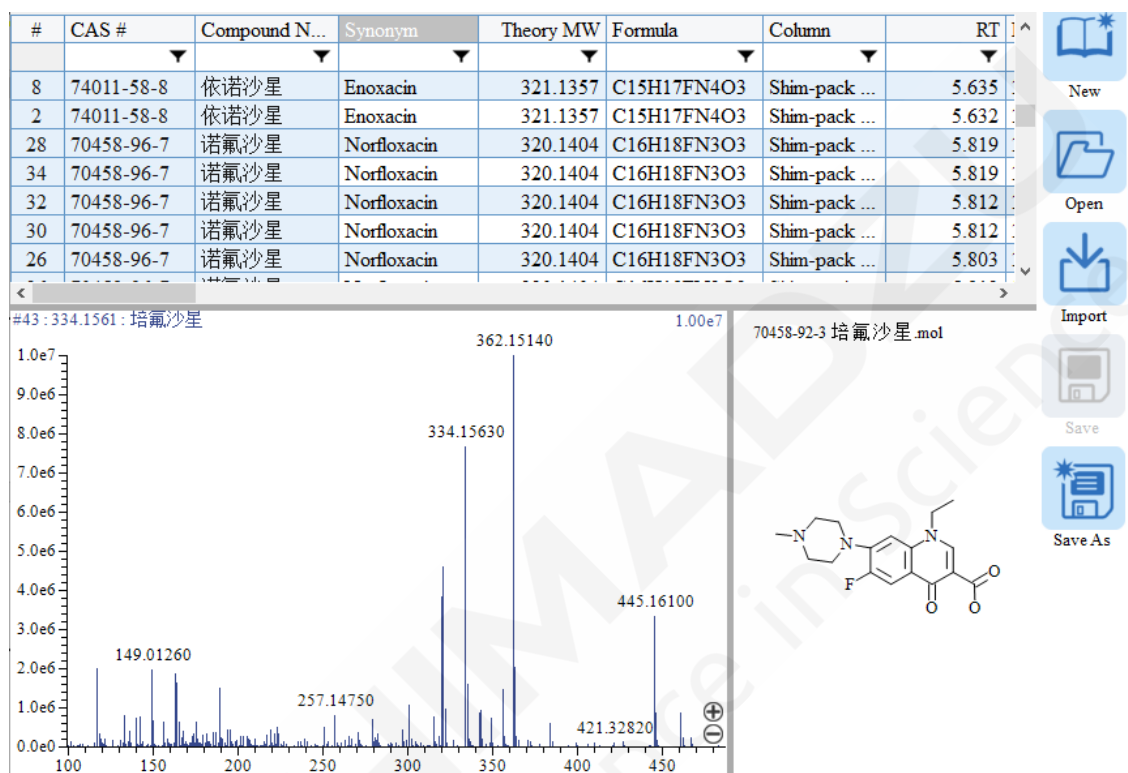 # CAS # Compound N... Synonym Theory MW Formula Column RT
8 74011-58-8 依诺沙星 Enoxacin 321.1357 C15H17FN4O3 Shim-pack ... 5.635
2 74011-58-8 依诺沙星 Enoxacin 321.1357 C15H17FN4O3 Shim-pack ... 5.632
28 70458-96-7 诺氟沙星 Norfloxacin 320.1404 C16H18FN3O3 Shim-pack ... 5.819
34 70458-96-7 诺氟沙星 Norfloxacin 320.1404 C16H18FN3O3 Shim-pack ... 5.819
32 70458-96-7 诺氟沙星 Norfloxacin 320.1404 C16H18FN3O3 Shim-pack ... 5.812
30 70458-96-7 诺氟沙星 Norfloxacin 320.1404 C16H18FN3O3 Shim-pack ... 5.812
26 70458-96-7 诺氟沙星 Norfloxacin 320.1404 C16H18FN3O3 Shim-pack ... 5.803
New
Open
Import
Save
Save As
#43 : 334.1561 : 培氟沙星 1.00e7
362.15140
1.0e7
9.0e6
8.0e6
334.15630
7.0e6
6.0e6
5.0e6
4.0e6
445.16100
3.0e6
149.01260
2.0e6
257.14750
1.0e6
421.32820
0.0e0
100 150 200 250 300 350 400 450
70458-92-3 培氟沙星.mol
N
N
N
F
O
O
O
SHIMADZU